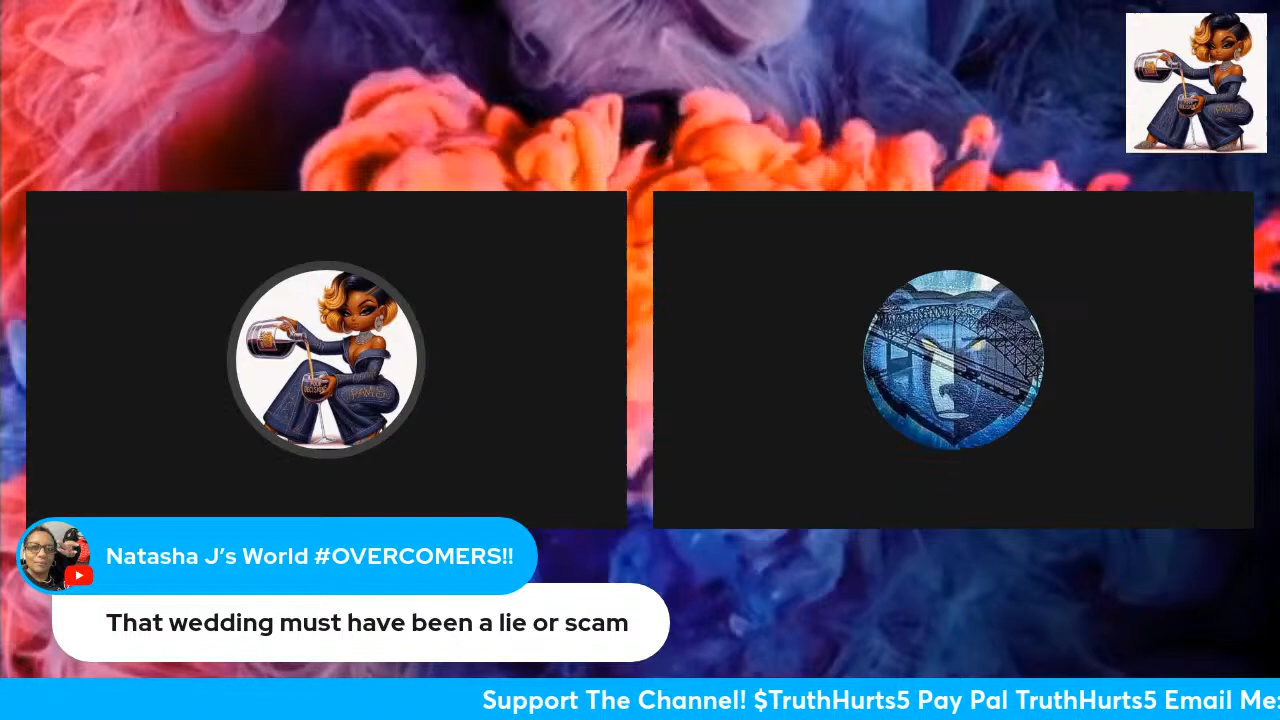 Natasha J's World #OVERCOMERS!!
That wedding must have been a lie or scam
Support The Channel! $TruthHurts5 Pay Pal TruthHurts5 Email Me: